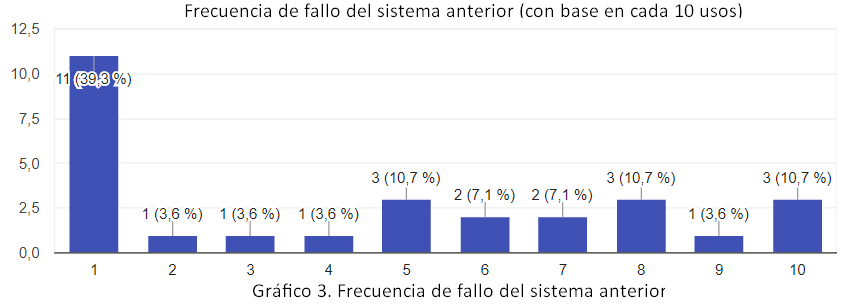 Frecuencia de fallo del sistema anterior (con base en cada 10 usos)
12,5
10,0
7,5
5,0
2,5
0,0
11 (39,3 %)
1 (3,6 %)
1 (3,6 %)
1 (3,6 %)
3 (10,7 %)
2 (7,1 %)
2 (7,1 %)
3 (10,7 %)
1 (3,6 %)
3 (10,7 %)
1 2 3 4 5 6 7 8 9 10
Gráfico 3. Frecuencia de fallo del sistema anterior